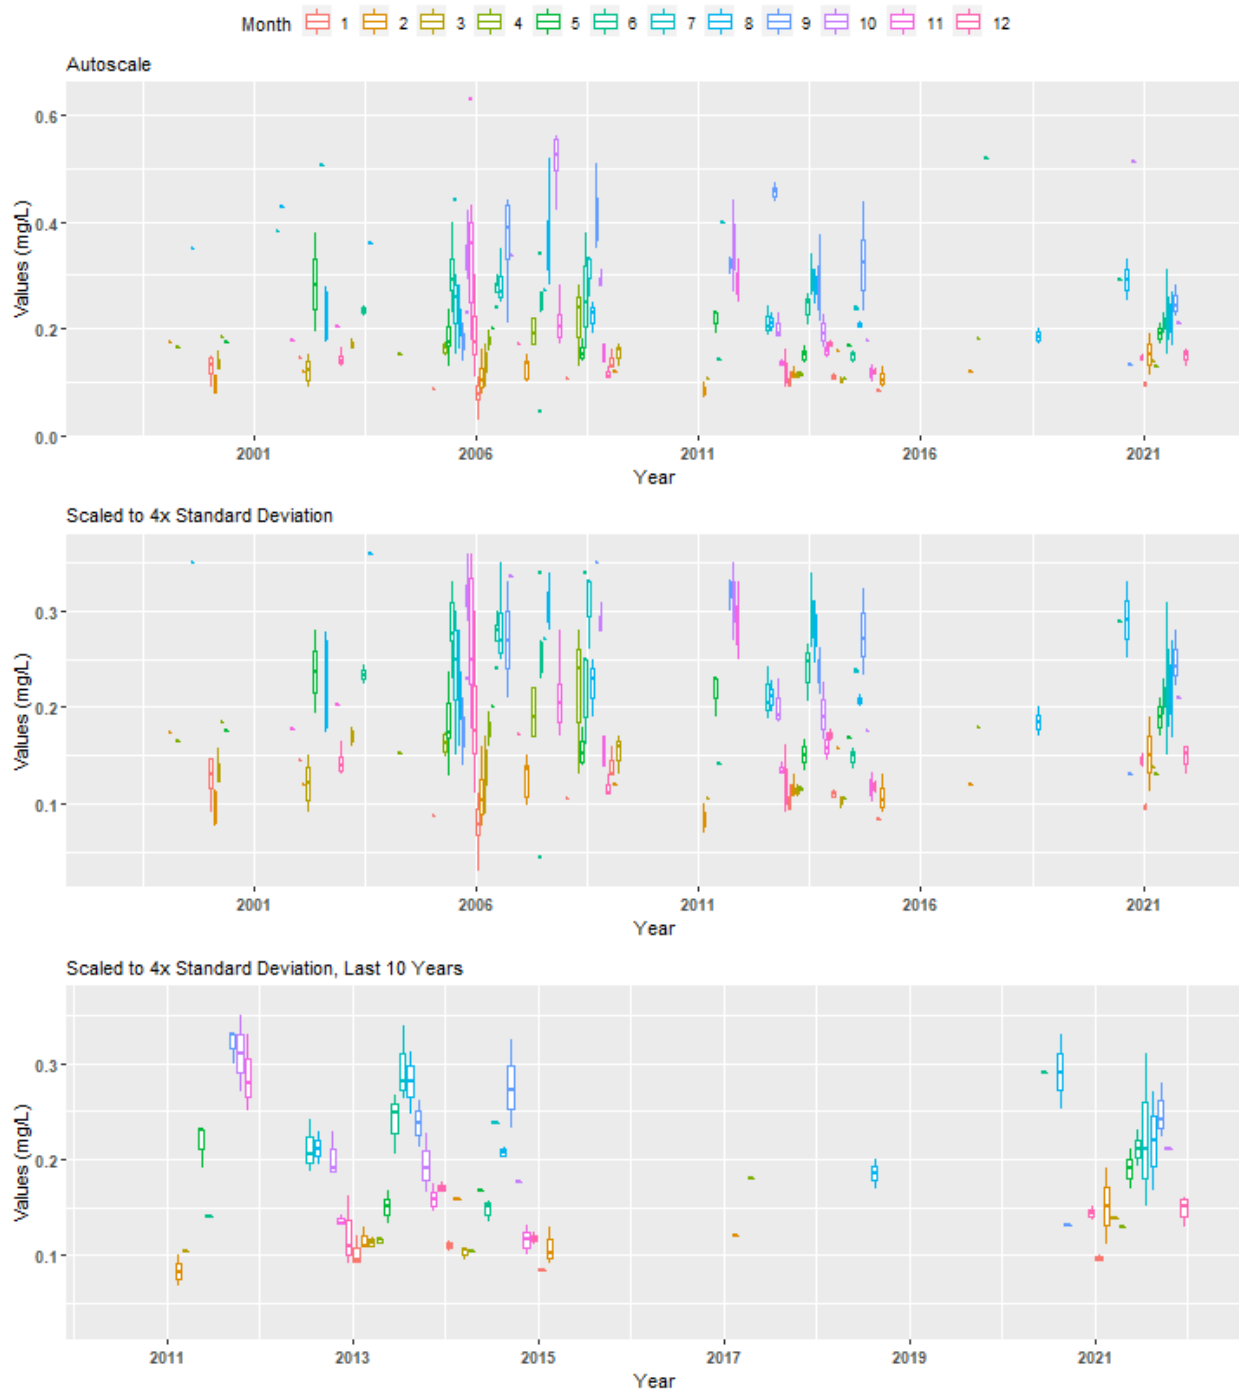 Month 1 2 3 4 5 6 7 8 9 10 11 12
Autoscale
0.6
0.4
0.2
0.0
Values (mg/L)
2001 2006 2011 2016 2021
Year
Scaled to 4x Standard Deviation
0.3
0.2
0.1
Values (mg/L)
2001 2006 2011 2016 2021
Year
Scaled to 4x Standard Deviation, Last 10 Years
0.3
0.2
0.1
Values (mg/L)
2011 2013 2015 2017 2019 2021
Year